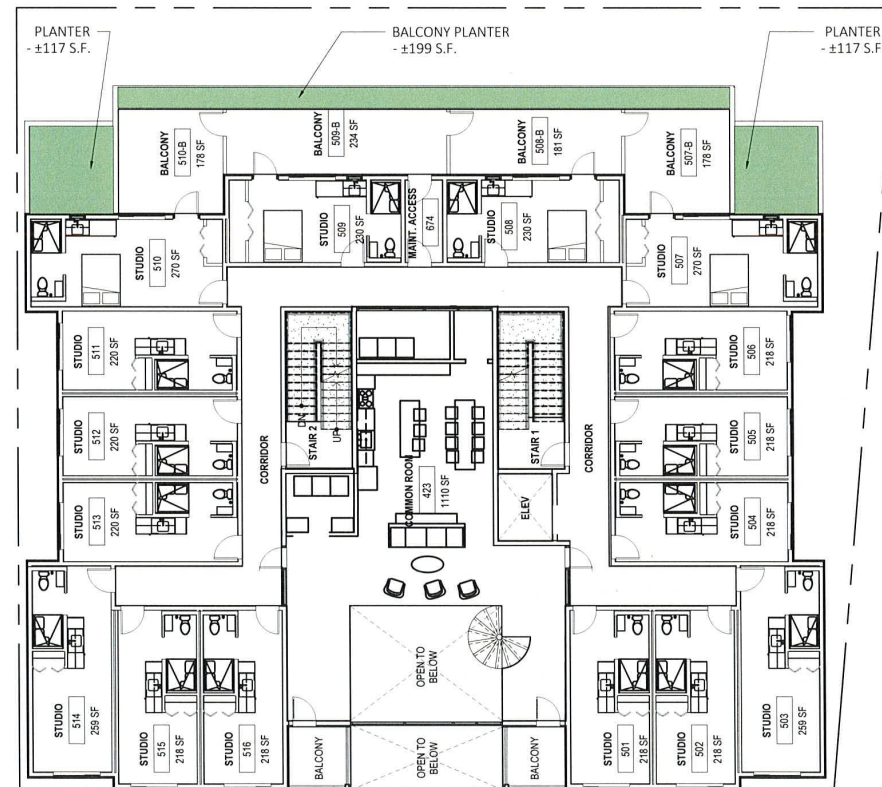 PLANTER
- ±117 S.F.
BALCONY PLANTER
- ±199 S.F.
PLANTER
- ±117 S.F
BALCONY
510-B
178 SF
BALCONY
509-B
234 SF
BALCONY
508-B
181 SF
BALCONY
507-B
178 SF
STUDIO
510
270 SF
STUDIO
509
230 SF
MAINT. ACCESS
674
STUDIO
508
230 SF
STUDIO
507
270 SF
STUDIO
511
220 SF
STUDIO
506
218 SF
STUDIO
512
220 SF
CORRIDOR
STAIR 2
DN
UP
COMMON ROOM
423
1110 SF
STAIR 1
CORRIDOR
STUDIO
505
218 SF
STUDIO
513
220 SF
ELEV
STUDIO
504
218 SF
STUDIO
514
259 SF
STUDIO
515
218 SF
STUDIO
516
218 SF
OPEN TO
BELOW
STUDIO
501
218 SF
STUDIO
502
218 SF
STUDIO
503
259 SF
BALCONY
OPEN TO
BELOW
BALCONY